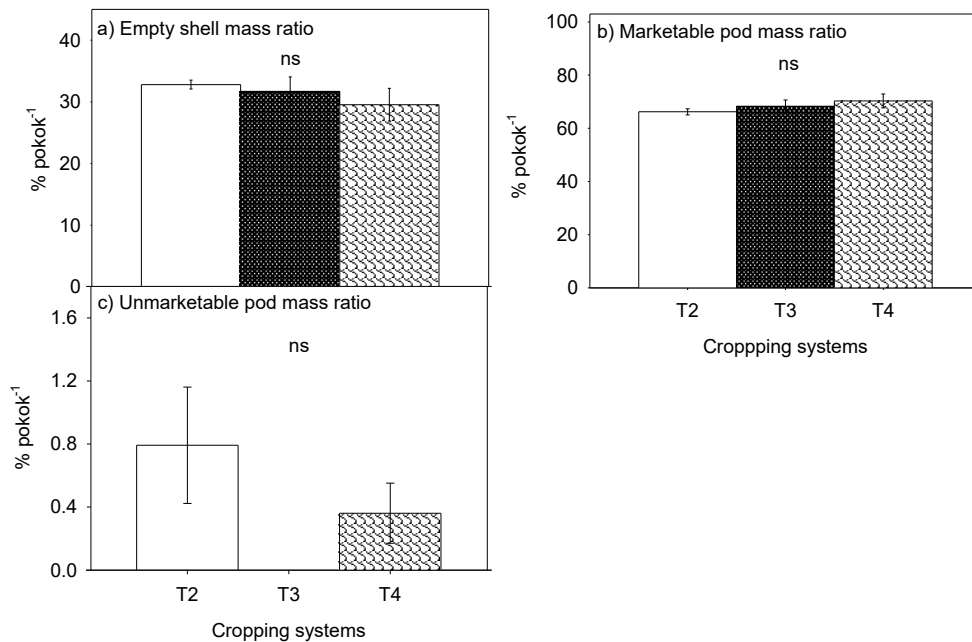 a) Empty shell mass ratio
ns
40
30
20
10
0
% pokok-1
b) Marketable pod mass ratio
ns
100
80
60
40
20
0
% pokok-1
T2 T3 T4
Croppping systems
c) Unmarketable pod mass ratio
ns
1.6
1.2
0.8
0.4
0.0
% pokok-1
T2 T3 T4
Cropping systems